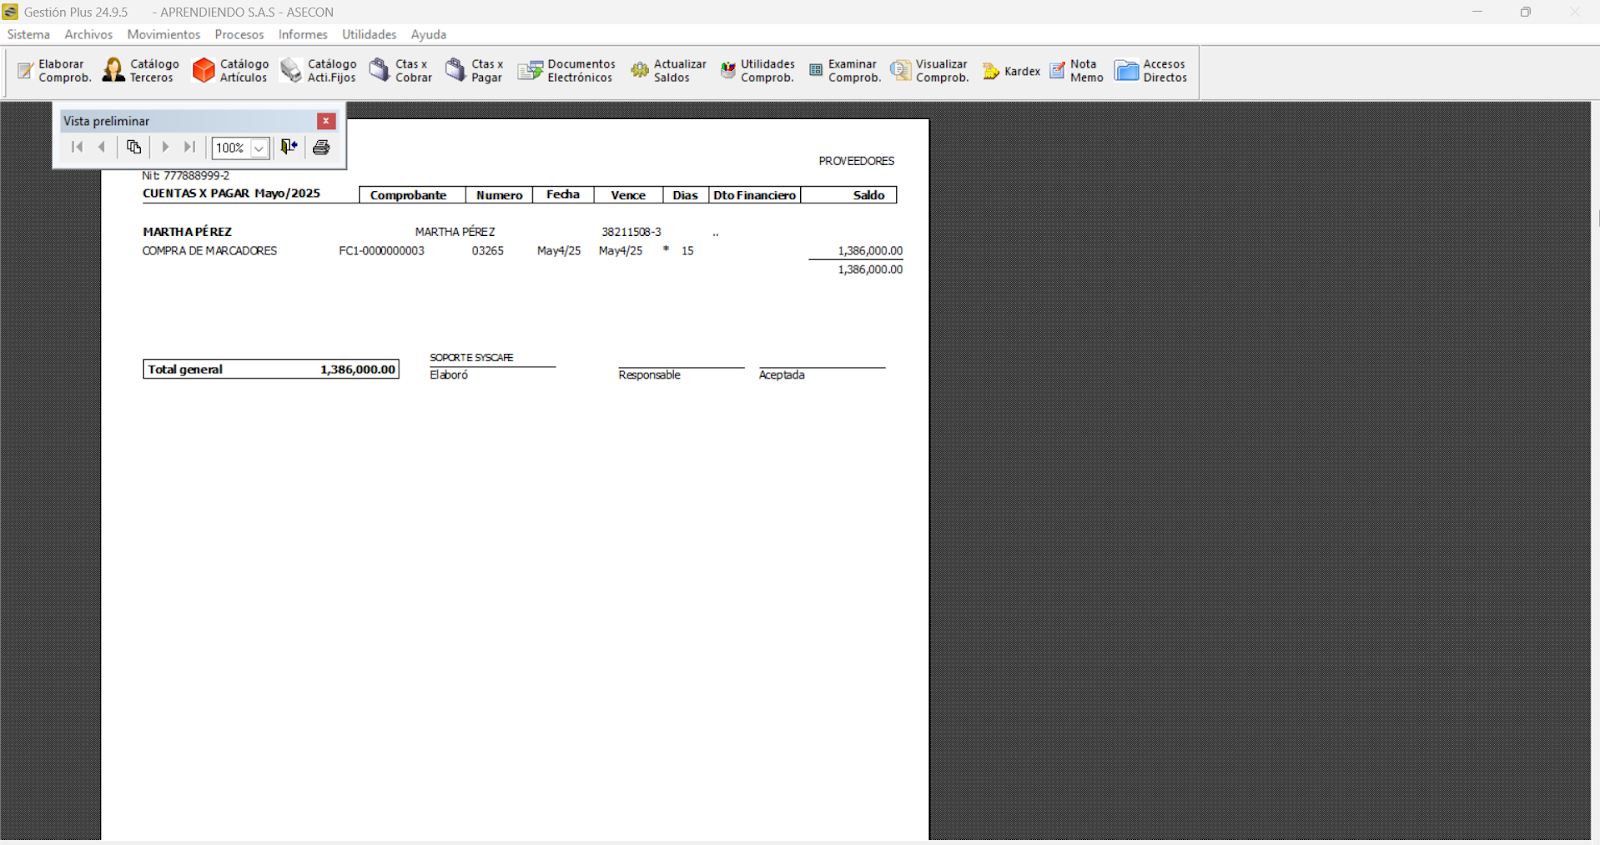 Gestión Plus 24.9.5 - APRENDIENDO S.A.S - ASECON
Sistema Archivos Movimientos Procesos Informes Utilidades Ayuda
Elaborar Comprob. Catálogo Terceros Catálogo Artículos Catálogo Acti.Fijos Ctas x Cobrar Ctas x Pagar Documentos Electrónicos Actualizar Saldos Utilidades Comprob. Examinar Comprob. Visualizar Comprob. Kardex Nota Memo Accesos Directos
Vista preliminar
100%
PROVEEDORES
Nit: 777888999-2
CUENTAS X PAGAR Mayo/2025 Comprobante Numero Fecha Vence Dias Dto Financiero Saldo
MARTHA PÉREZ MARTHA PÉREZ 38211508-3 ..
COMPRA DE MARCADORES FC1-0000000003 03265 May4/25 May4/25 * 15 1,386,000.00
1,386,000.00
SOPORTE SYSCAFE
Total general 1,386,000.00
Elaboró Responsable Aceptada